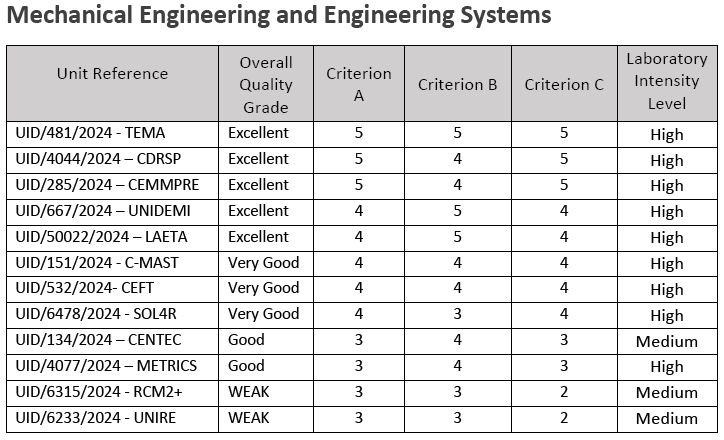 Mechanical Engineering and Engineering Systems
Unit Reference Overall Quality Grade Criterion A Criterion B Criterion C Laboratory Intensity Level
UID/481/2024 - TEMA Excellent 5 5 5 High
UID/4044/2024 – CDRSP Excellent 5 4 5 High
UID/285/2024 – CEMMPRE Excellent 5 4 5 High
UID/667/2024 – UNIDEMI Excellent 4 5 4 High
UID/50022/2024 – LAETA Excellent 4 5 4 High
UID/151/2024 - C-MAST Very Good 4 4 4 High
UID/532/2024- CEFT Very Good 4 4 4 High
UID/6478/2024 - SOL4R Very Good 4 3 4 High
UID/134/2024 – CENTEC Good 3 4 3 Medium
UID/4077/2024 – METRICS Good 3 4 3 High
UID/6315/2024 - RCM2+ WEAK 3 3 2 Medium
UID/6233/2024 - UNIRE WEAK 3 3 2 Medium